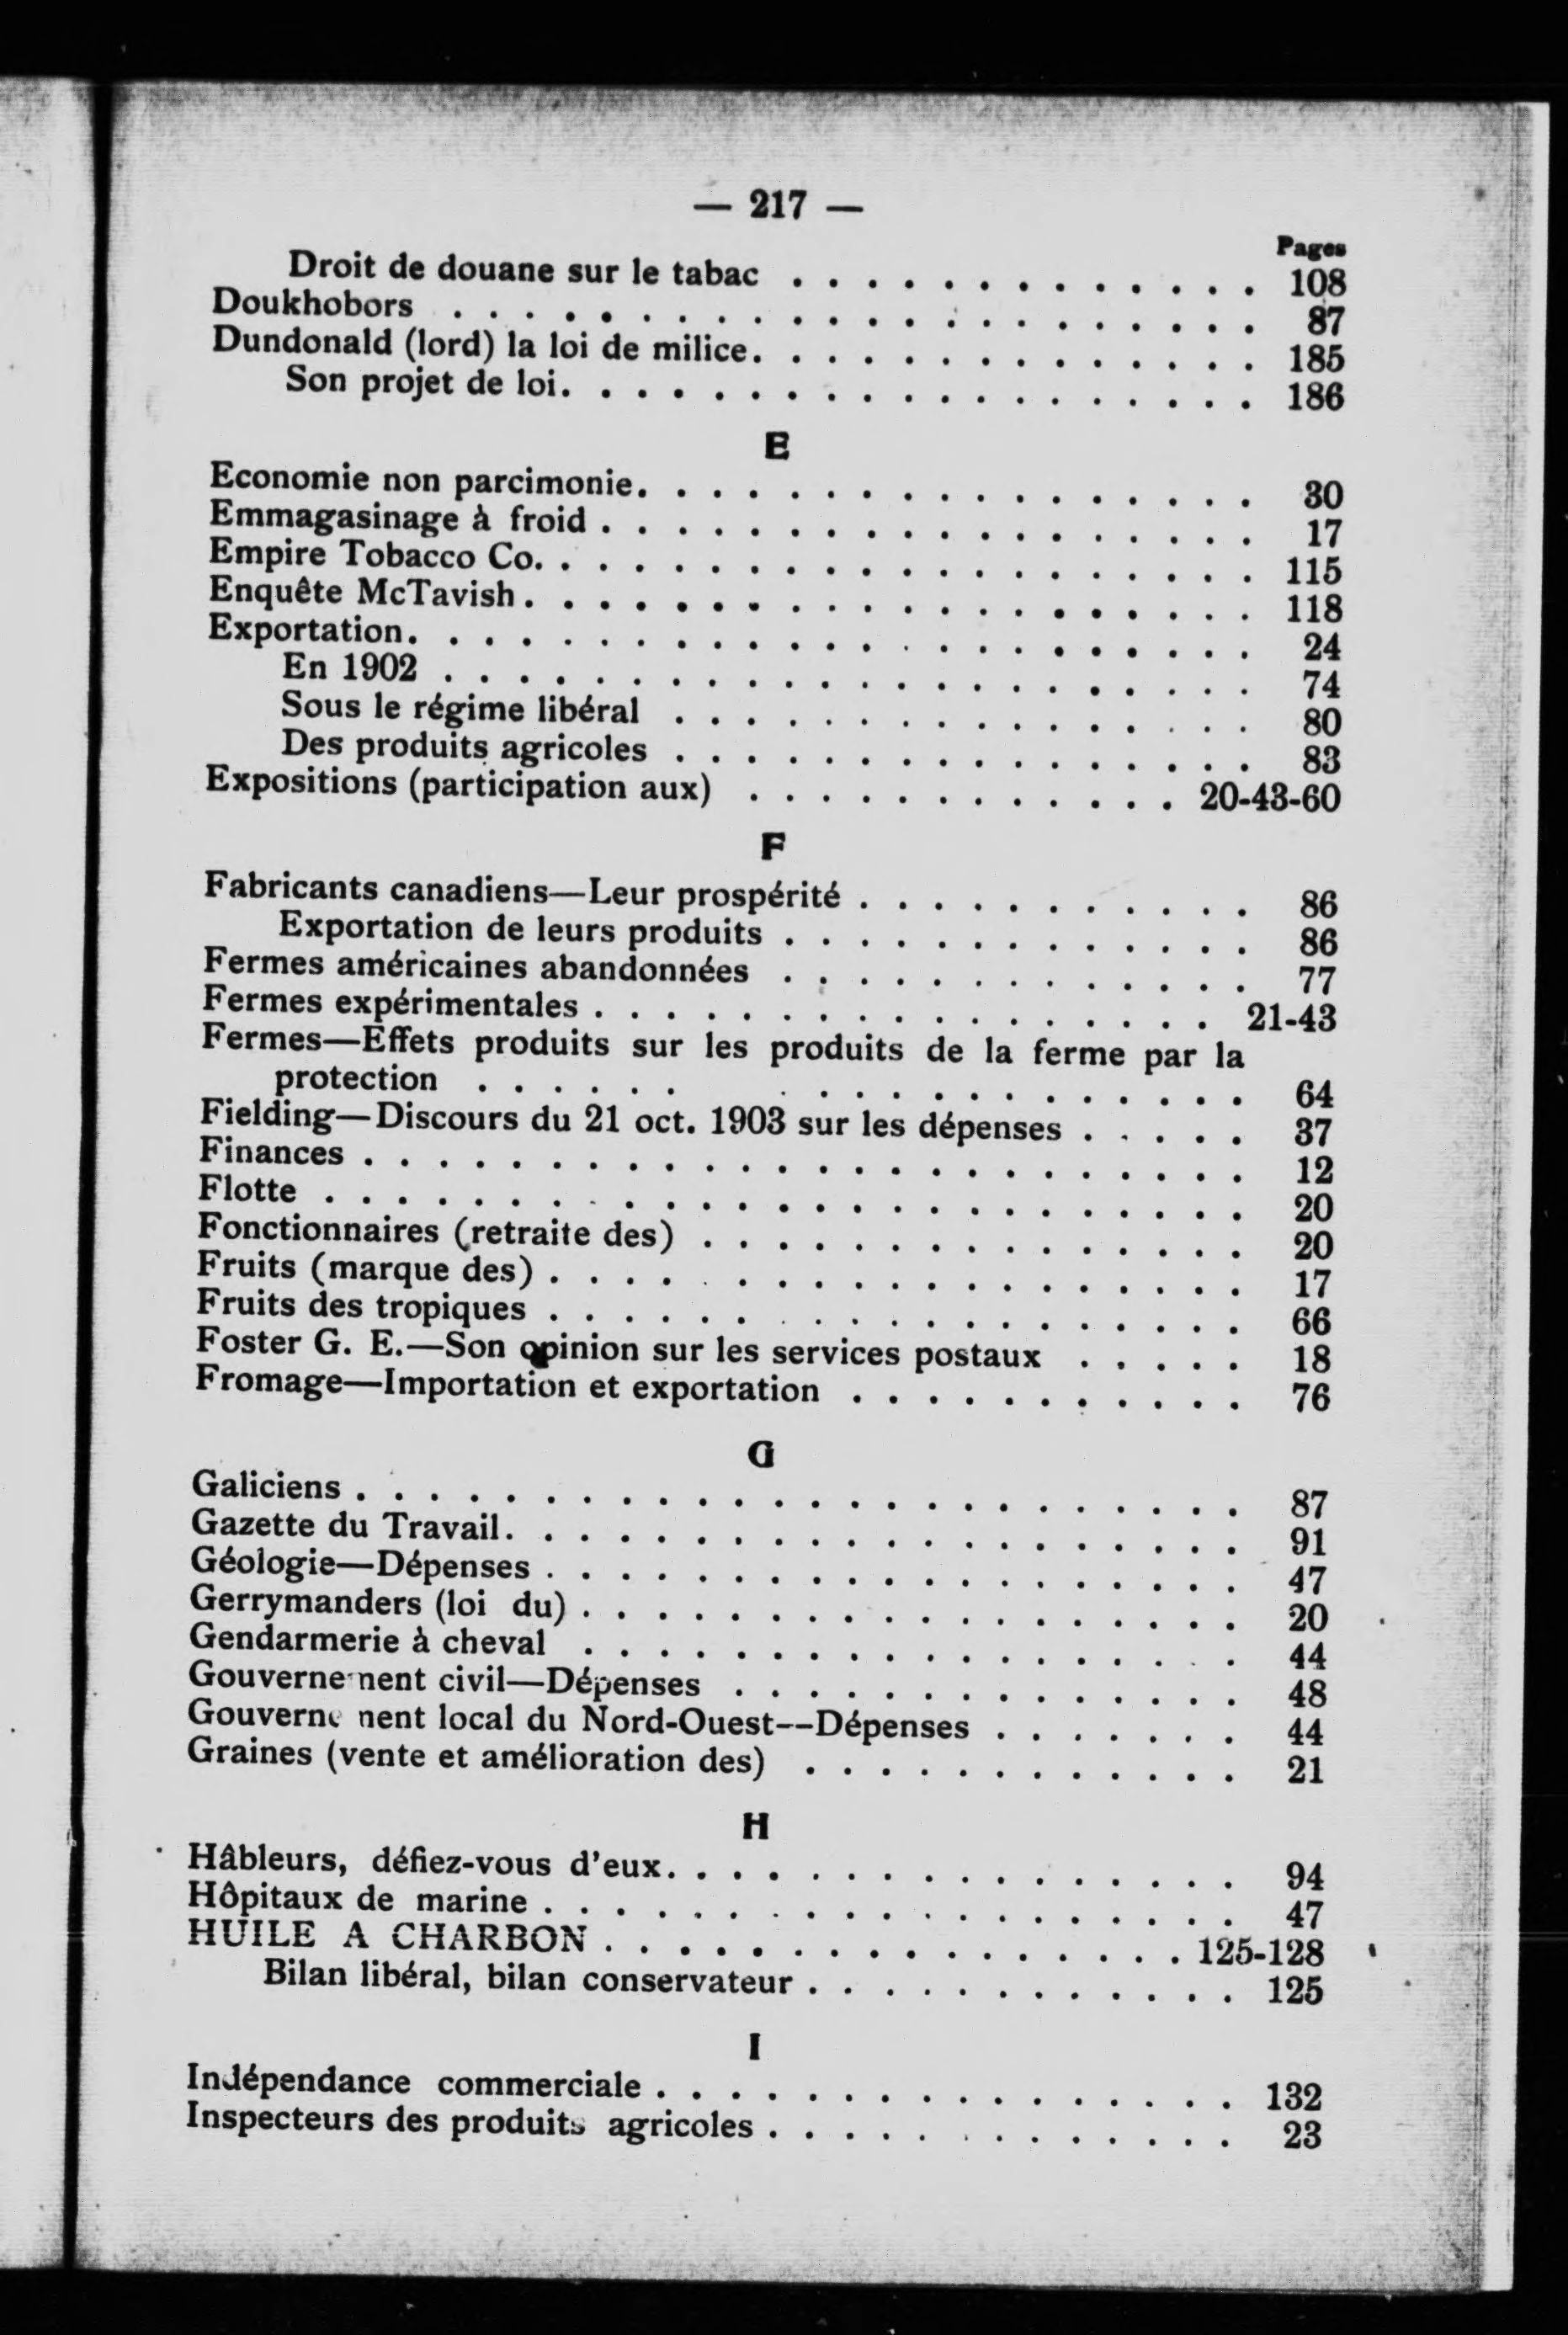 — 217 —
Pages
Droit de douane sur le tabac . . . . . . . . . . . . . 108
Doukhobors . . . . . . . . . . . . . . . . . . . . . . 87
Dundonald (lord) la loi de milice. . . . . . . . . . . . . . 185
Son projet de loi. . . . . . . . . . . . . . . . . . . 186
E
Economie non parcimonie. . . . . . . . . . . . . . . . . 30
Emmagasinage à froid . . . . . . . . . . . . . . . . . . 17
Empire Tobacco Co. . . . . . . . . . . . . . . . . . . . 115
Enquête McTavish . . . . . . . . . . . . . . . . . . . . 118
Exportation. . . . . . . . . . . . . . . . . . . . . . . 24
En 1902 . . . . . . . . . . . . . . . . . . . . . . 74
Sous le régime libéral . . . . . . . . . . . . . . . . 80
Des produits agricoles . . . . . . . . . . . . . . . . 83
Expositions (participation aux) . . . . . . . . . . . . 20-43-60
F
Fabricants canadiens—Leur prospérité . . . . . . . . . . . 86
Exportation de leurs produits . . . . . . . . . . . . . 86
Fermes américaines abandonnées . . . . . . . . . . . . . 77
Fermes expérimentales . . . . . . . . . . . . . . . . . 21-43
Fermes—Effets produits sur les produits de la ferme par la
protection . . . . . . . . . . . . . . . . . . . 64
Fielding—Discours du 21 oct. 1903 sur les dépenses . . . . . 37
Finances . . . . . . . . . . . . . . . . . . . . . . . . 12
Flotte . . . . . . . . . . . . . . . . . . . . . . . . . 20
Fonctionnaires (retraite des) . . . . . . . . . . . . . . . 20
Fruits (marque des) . . . . . . . . . . . . . . . . . . . 17
Fruits des tropiques . . . . . . . . . . . . . . . . . . . 66
Foster G. E.—Son opinion sur les services postaux . . . . . 18
Fromage—Importation et exportation . . . . . . . . . . . 76
G
Galiciens . . . . . . . . . . . . . . . . . . . . . . . . 87
Gazette du Travail. . . . . . . . . . . . . . . . . . . . 91
Géologie—Dépenses . . . . . . . . . . . . . . . . . . . 47
Gerrymanders (loi du) . . . . . . . . . . . . . . . . . . 20
Gendarmerie à cheval . . . . . . . . . . . . . . . . . . 44
Gouvernement civil—Dépenses . . . . . . . . . . . . . . 48
Gouvernement local du Nord-Ouest--Dépenses . . . . . . . 44
Graines (vente et amélioration des) . . . . . . . . . . . . 21
H
Hâbleurs, défiez-vous d'eux. . . . . . . . . . . . . . . . 94
Hôpitaux de marine . . . . . . . . . . . . . . . . . . . 47
HUILE A CHARBON . . . . . . . . . . . . . . . . 125-128
Bilan libéral, bilan conservateur . . . . . . . . . . . . 125
I
Indépendance commerciale . . . . . . . . . . . . . . . . 132
Inspecteurs des produits agricoles . . . . . . . . . . . . . 23